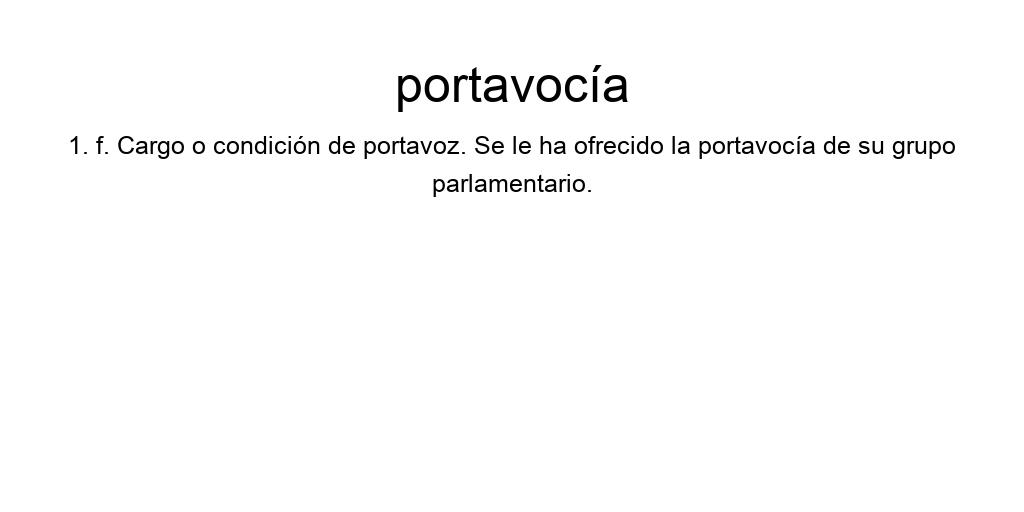 portavocía
1. f. Cargo o condición de portavoz. Se le ha ofrecido la portavocía de su grupo
parlamentario.